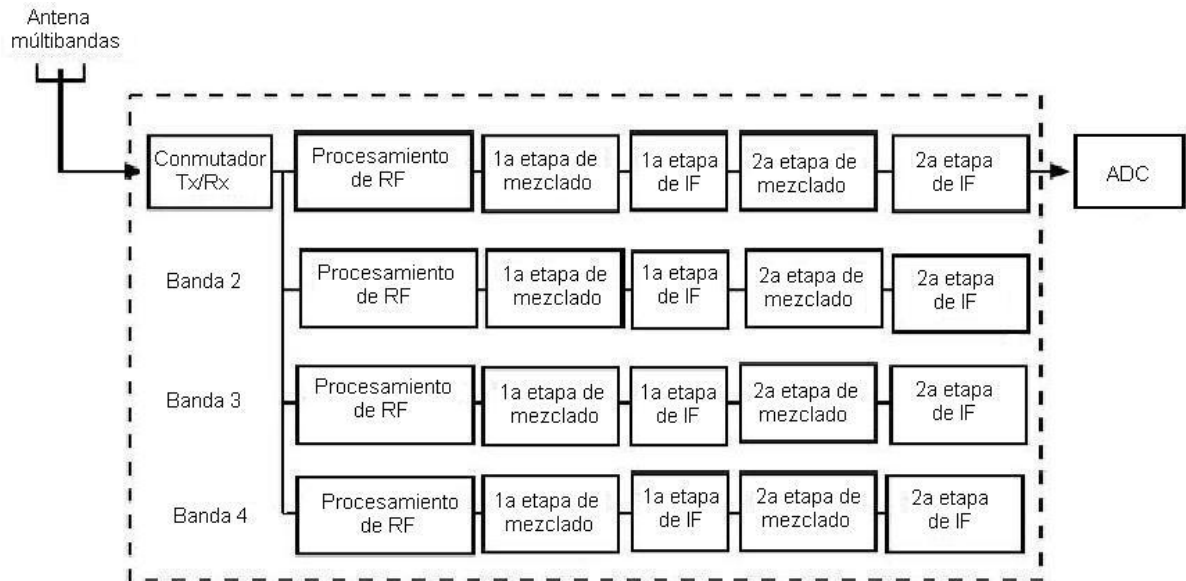 Antena
múltibandas
Conmutador
Tx/Rx
Procesamiento
de RF
1a etapa de
mezclado
1a etapa
de IF
2a etapa de
mezclado
2a etapa
de IF
ADC
Banda 2
Procesamiento
de RF
1a etapa de
mezclado
1a etapa
de IF
2a etapa de
mezclado
2a etapa
de IF
Banda 3
Procesamiento
de RF
1a etapa de
mezclado
1a etapa
de IF
2a etapa de
mezclado
2a etapa
de IF
Banda 4
Procesamiento
de RF
1a etapa de
mezclado
1a etapa
de IF
2a etapa de
mezclado
2a etapa
de IF